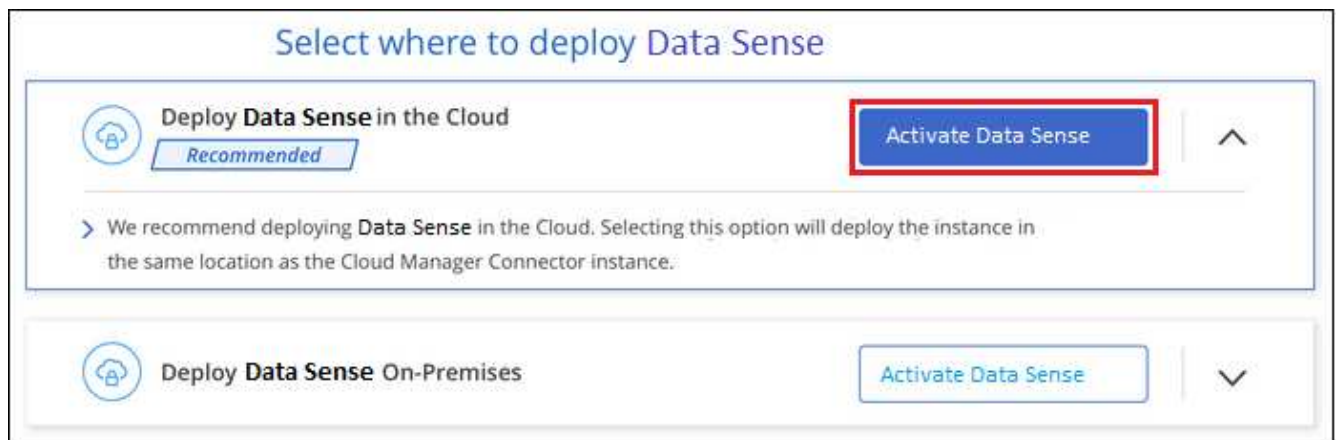 Select where to deploy Data Sense
Deploy Data Sense in the Cloud
Activate Data Sense
Recommended
We recommend deploying Data Sense in the Cloud. Selecting this option will deploy the instance in
the same location as the Cloud Manager Connector instance.
Deploy Data Sense On-Premises
Activate Data Sense